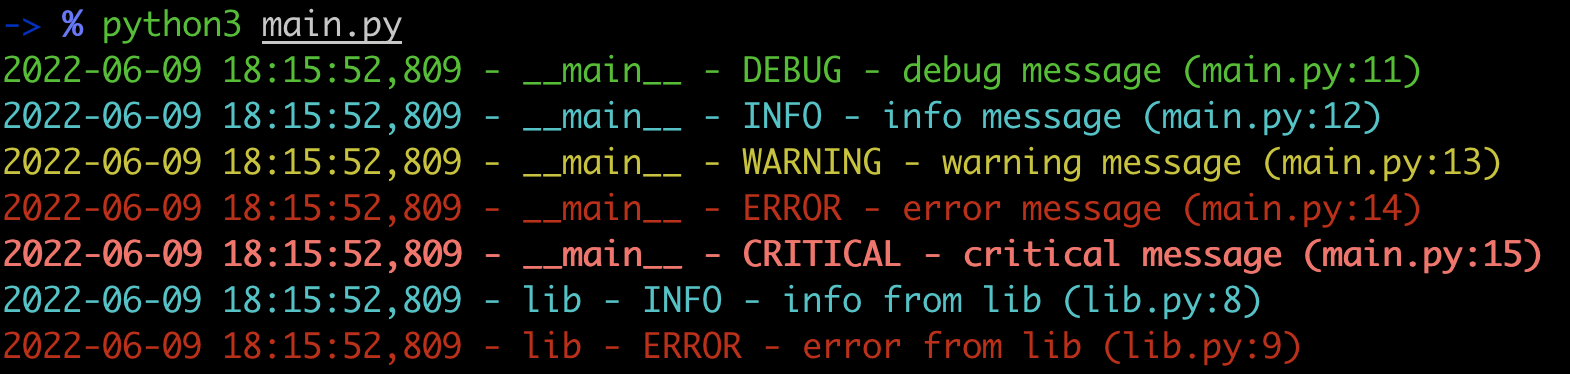 -> % python3 main.py
2022-06-09 18:15:52,809 - __main__ - DEBUG - debug message (main.py:11)
2022-06-09 18:15:52,809 - __main__ - INFO - info message (main.py:12)
2022-06-09 18:15:52,809 - __main__ - WARNING - warning message (main.py:13)
2022-06-09 18:15:52,809 - __main__ - ERROR - error message (main.py:14)
2022-06-09 18:15:52,809 - __main__ - CRITICAL - critical message (main.py:15)
2022-06-09 18:15:52,809 - lib - INFO - info from lib (lib.py:8)
2022-06-09 18:15:52,809 - lib - ERROR - error from lib (lib.py:9)